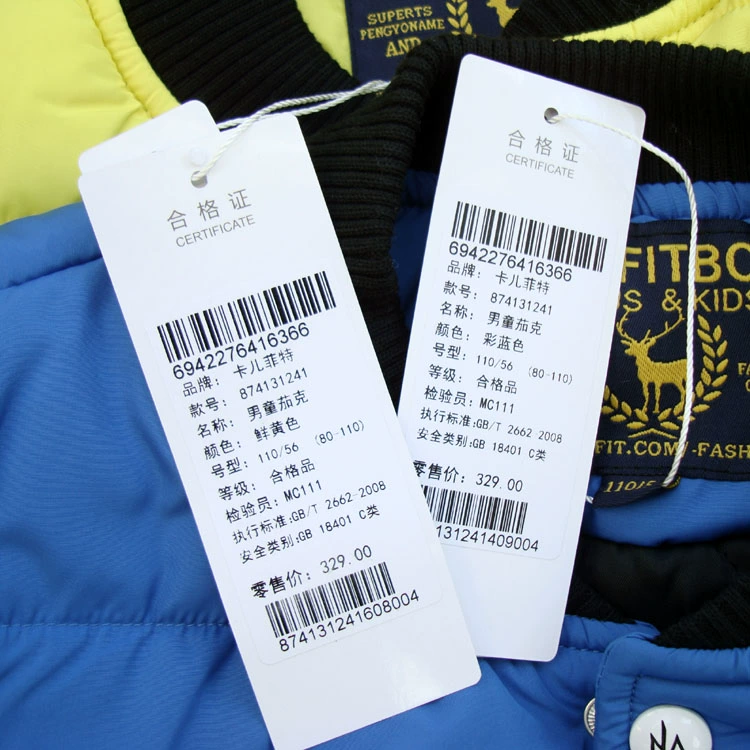 SUPERTS
PENGYONAME
AND
合格证
CERTIFICATE
6942276416366
品牌: 卡儿菲特
款号: 874131241
名称: 男童茄克
颜色: 鲜黄色
号型: 110/56 (80-110)
等级: 合格品
检验员: MC111
执行标准:GB/T 2662-2008
安全类别:GB 18401 C类
零售价: 329.00
874131241608004
合格证
CERTIFICATE
6942276416366
品牌: 卡儿菲特
款号: 874131241
名称: 男童茄克
颜色: 彩蓝色
号型: 110/56 (80-110)
等级: 合格品
检验员: MC111
执行标准:GB/T 2662-2008
安全类别:GB 18401 C类
零售价: 329.00
131241409004
FITBO
S & KIDS
FIT.COM/-FASH
110/5